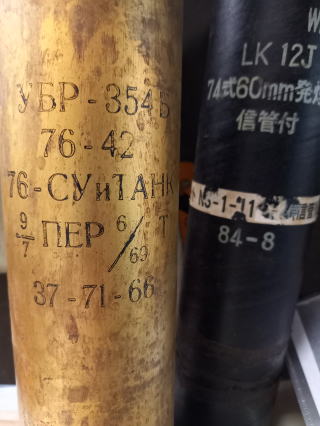 УБР-354Б
76-42
76-СУиТАНК
9/7 ПЕР 6/69 Т
37-71-66
LK 12J
74式60mm発
信管付
84-8